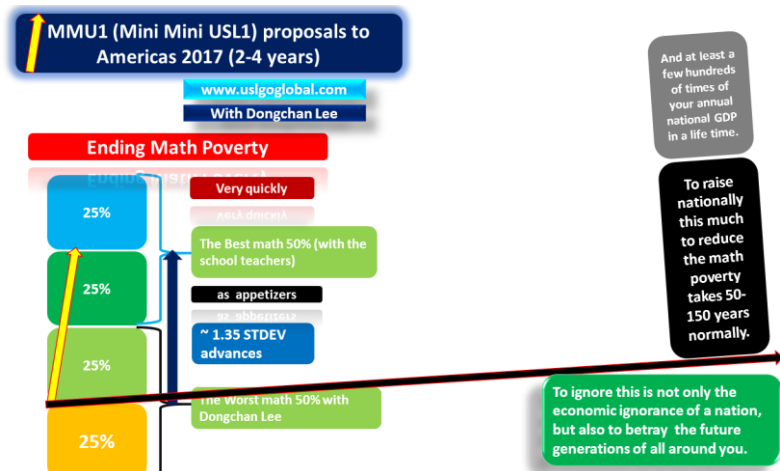 MMU1 (Mini Mini USL1) proposals to
Americas 2017 (2-4 years)
www.uslgoglobal.com
With Dongchan Lee
Ending Math Poverty
Very quickly
25%
The Best math 50% (with the
school teachers)
25%
as appetizers
~ 1.35 STDEV
advances
25%
The Worst math 50% with
Dongchan Lee
25%
And at least a
few hundreds
of times of
your annual
national GDP
in a life time.
To raise
nationally
this much
to reduce
the math
poverty
takes 50-
150 years
normally.
To ignore this is not only the
economic ignorance of a nation,
but also to betray the future
generations of all around you.